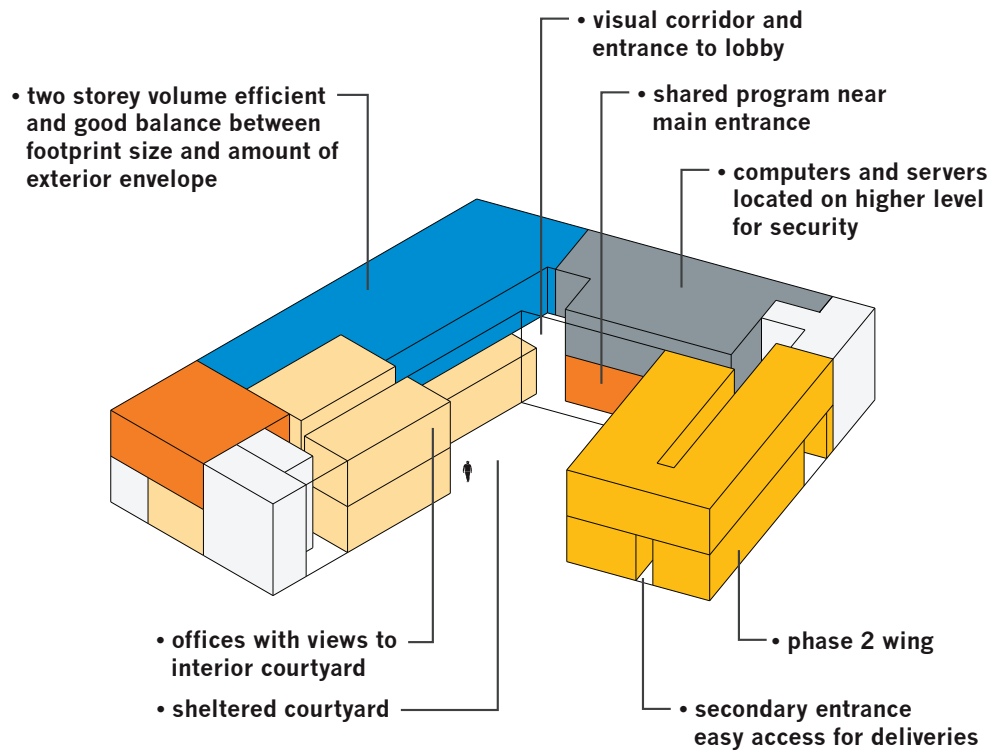 • visual corridor and
entrance to lobby
• two storey volume efficient
and good balance between
footprint size and amount of
exterior envelope
• shared program near
main entrance
• computers and servers
located on higher level
for security
• offices with views to
interior courtyard
• phase 2 wing
• sheltered courtyard
• secondary entrance
easy access for deliveries